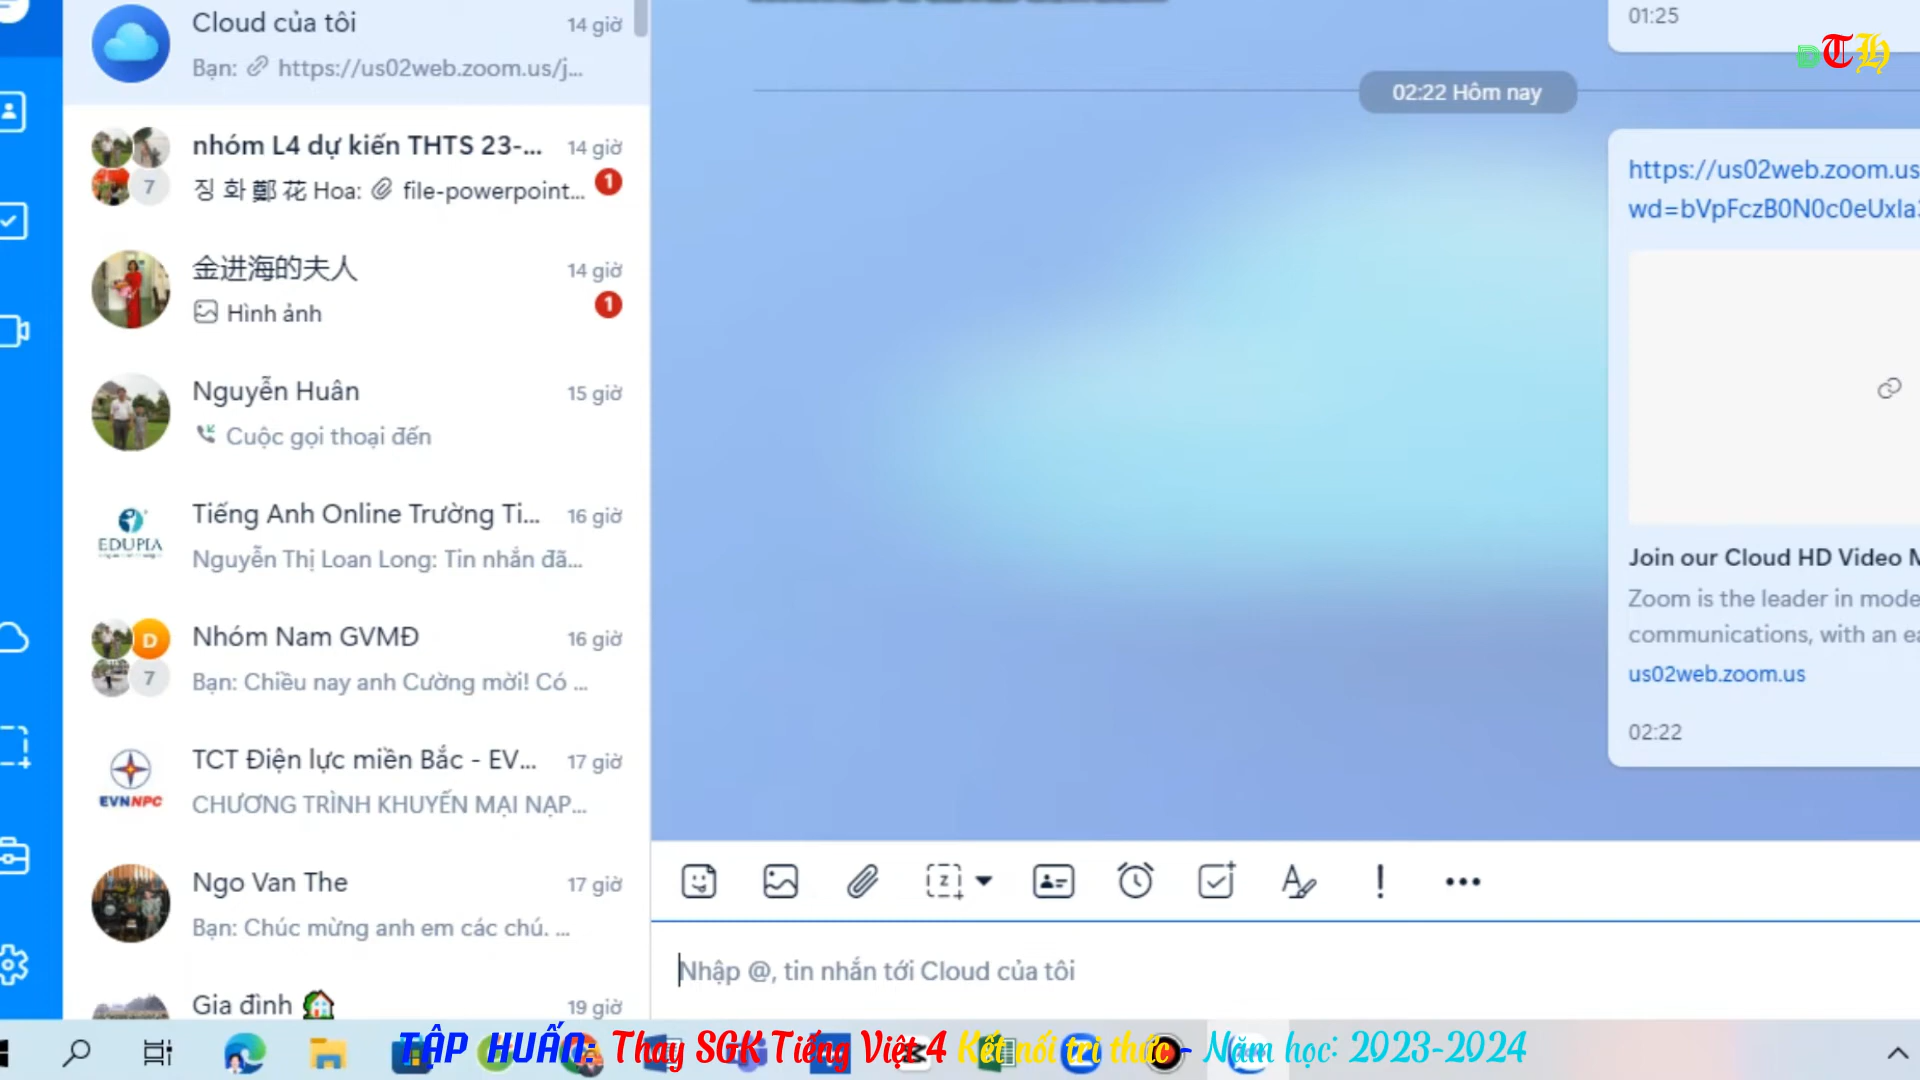 Cloud của tôi 14 giờ
Bạn: https://us02web.zoom.us/j...
nhóm L4 dự kiến THTS 23-... 14 giờ
7 징 화 鄭 花 Hoa: file-powerpoint... 1
金进海的夫人 14 giờ
Hình ảnh 1
Nguyễn Huân 15 giờ
Cuộc gọi thoại đến
Tiếng Anh Online Trường Ti... 16 giờ
EDUPIA
Nguyễn Thị Loan Long: Tin nhắn đã...
D Nhóm Nam GVMĐ 16 giờ
7 Bạn: Chiều nay anh Cường mời! Có ...
TCT Điện lực miền Bắc - EV... 17 giờ
EVNNPC CHƯƠNG TRÌNH KHUYẾN MẠI NẠP...
Ngo Van The 17 giờ
Bạn: Chúc mừng anh em các chú. ...
Gia đình 19 giờ
01:25
DTH
02:22 Hôm nay
https://us02web.zoom.us
wd=bVpFczB0N0c0eUxla
Join our Cloud HD Video M
Zoom is the leader in mode
communications, with an ea
us02web.zoom.us
02:22
Nhập @, tin nhắn tới Cloud của tôi
TẬP HUẤN: Thay SGK Tiếng Việt 4 Kết nối tri thức - Năm học: 2023-2024